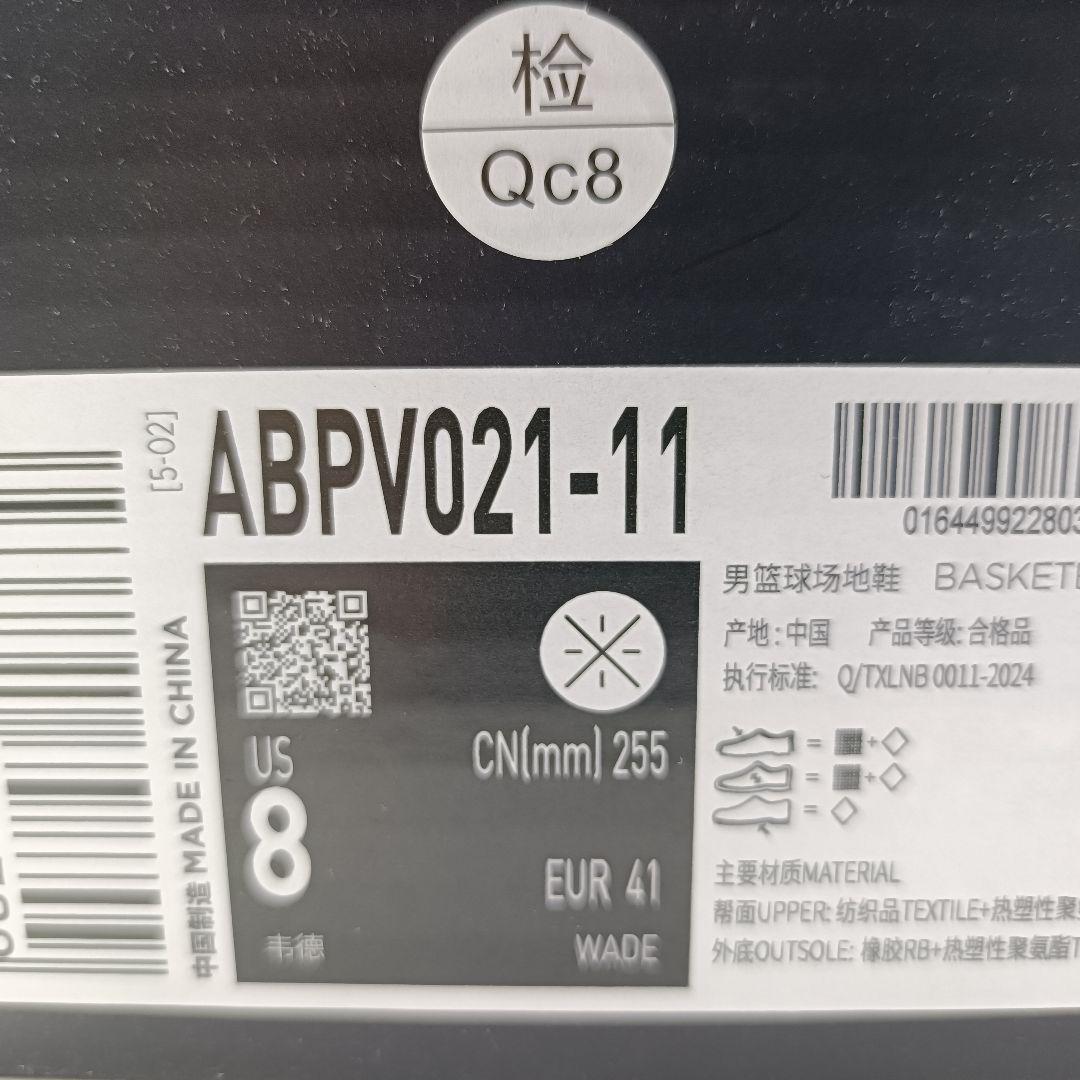 检
Qc8
[5-02]
ABPV021-11
016449922803
男篮球场地鞋 BASKETB
产地:中国 产品等级:合格品
执行标准: Q/TXLNB 0011-2024
US
8
CN(mm) 255
EUR 41
韦德
WADE
= +
= +
=
主要材质MATERIAL
帮面UPPER: 纺织品TEXTILE+热塑性聚
外底OUTSOLE: 橡胶RB+热塑性聚氨酯T
中国制造 MADE IN CHINA